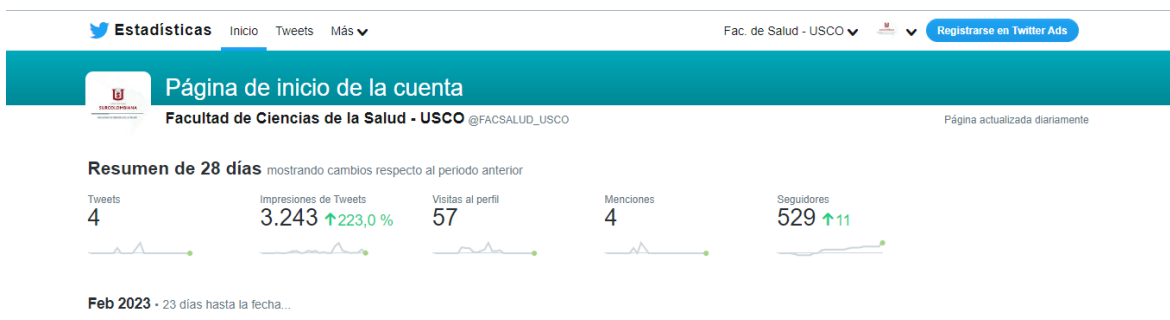 Estadísticas Inicio Tweets Más Fac. de Salud - USCO Registrarse en Twitter Ads
Página de inicio de la cuenta
SURCOLOMBIANA
Facultad de Ciencias de la Salud - USCO @FACSALUD_USCO Página actualizada diariamente
Resumen de 28 días mostrando cambios respecto al periodo anterior
Tweets Impresiones de Tweets Visitas al perfil Menciones Seguidores
4 3.243 ↑223,0 % 57 4 529 ↑11
Feb 2023 • 23 días hasta la fecha...